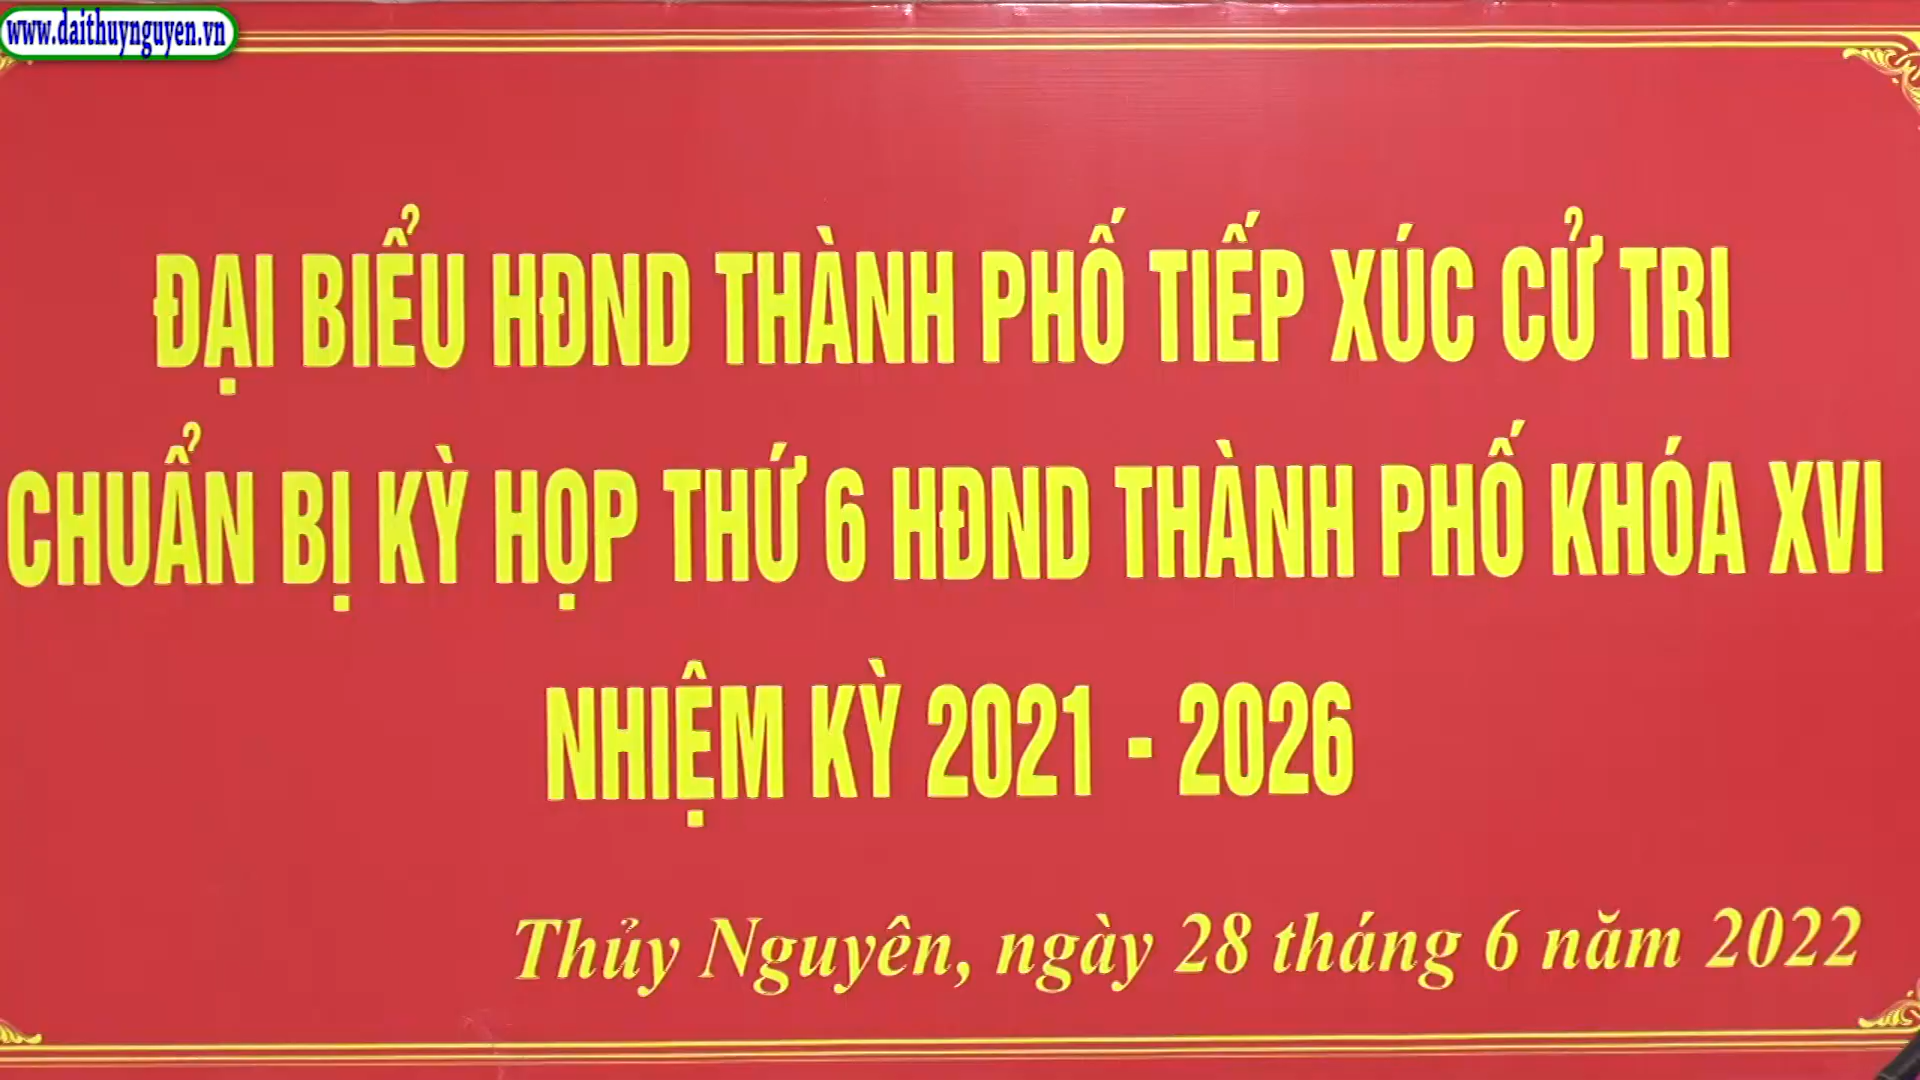 www.daithuynguyen.vn
ĐẠI BIỂU HĐND THÀNH PHỐ TIẾP XÚC CỬ TRI
CHUẨN BỊ KỲ HỌP THỨ 6 HĐND THÀNH PHỐ KHÓA XVI
NHIỆM KỲ 2021 - 2026
Thủy Nguyên, ngày 28 tháng 6 năm 2022